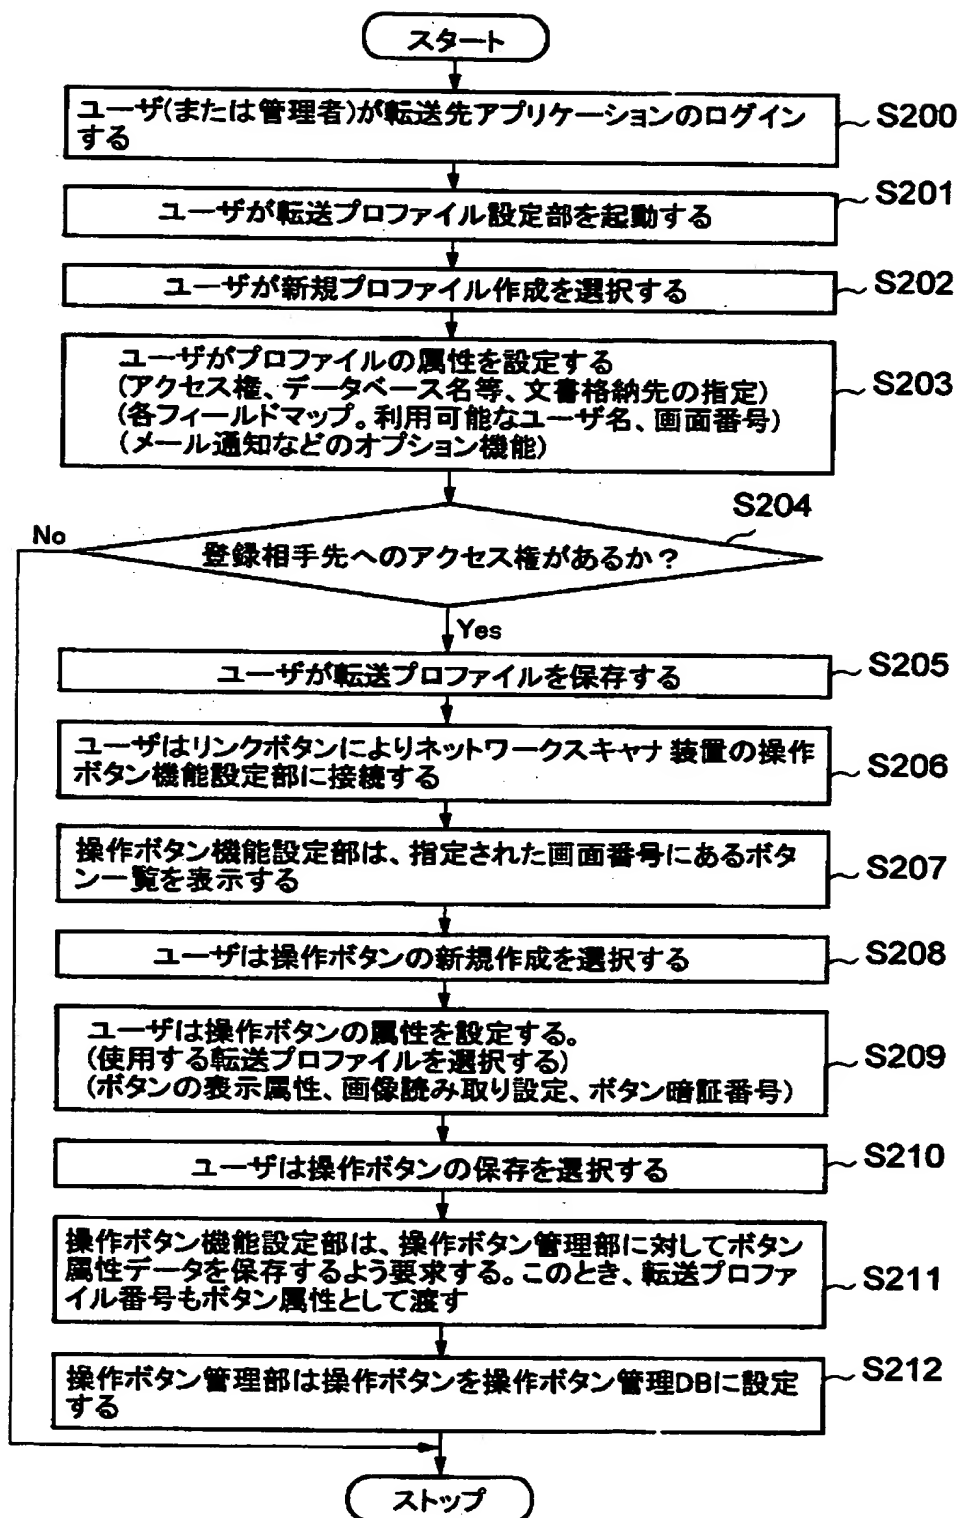 スタート
ユーザ(または管理者)が転送先アプリケーションのログイン
する
S200
ユーザが転送プロファイル設定部を起動する
S201
ユーザが新規プロファイル作成を選択する
S202
ユーザがプロファイルの属性を設定する
(アクセス権、データベース名等、文書格納先の指定)
(各フィールドマップ。利用可能なユーザ名、画面番号)
(メール通知などのオプション機能)
S203
S204
No
登録相手先へのアクセス権があるか?
Yes
ユーザが転送プロファイルを保存する
S205
ユーザはリンクボタンによりネットワークスキャナ装置の操作
ボタン機能設定部に接続する
S206
操作ボタン機能設定部は、指定された画面番号にあるボタ
ン一覧を表示する
S207
ユーザは操作ボタンの新規作成を選択する
S208
ユーザは操作ボタンの属性を設定する。
(使用する転送プロファイルを選択する)
(ボタンの表示属性、画像読み取り設定、ボタン暗証番号)
S209
ユーザは操作ボタンの保存を選択する
S210
操作ボタン機能設定部は、操作ボタン管理部に対してボタン
属性データを保存するよう要求する。このとき、転送プロファ
イル番号もボタン属性として渡す
S211
操作ボタン管理部は操作ボタンを操作ボタン管理DBに設定
する
S212
ストップ